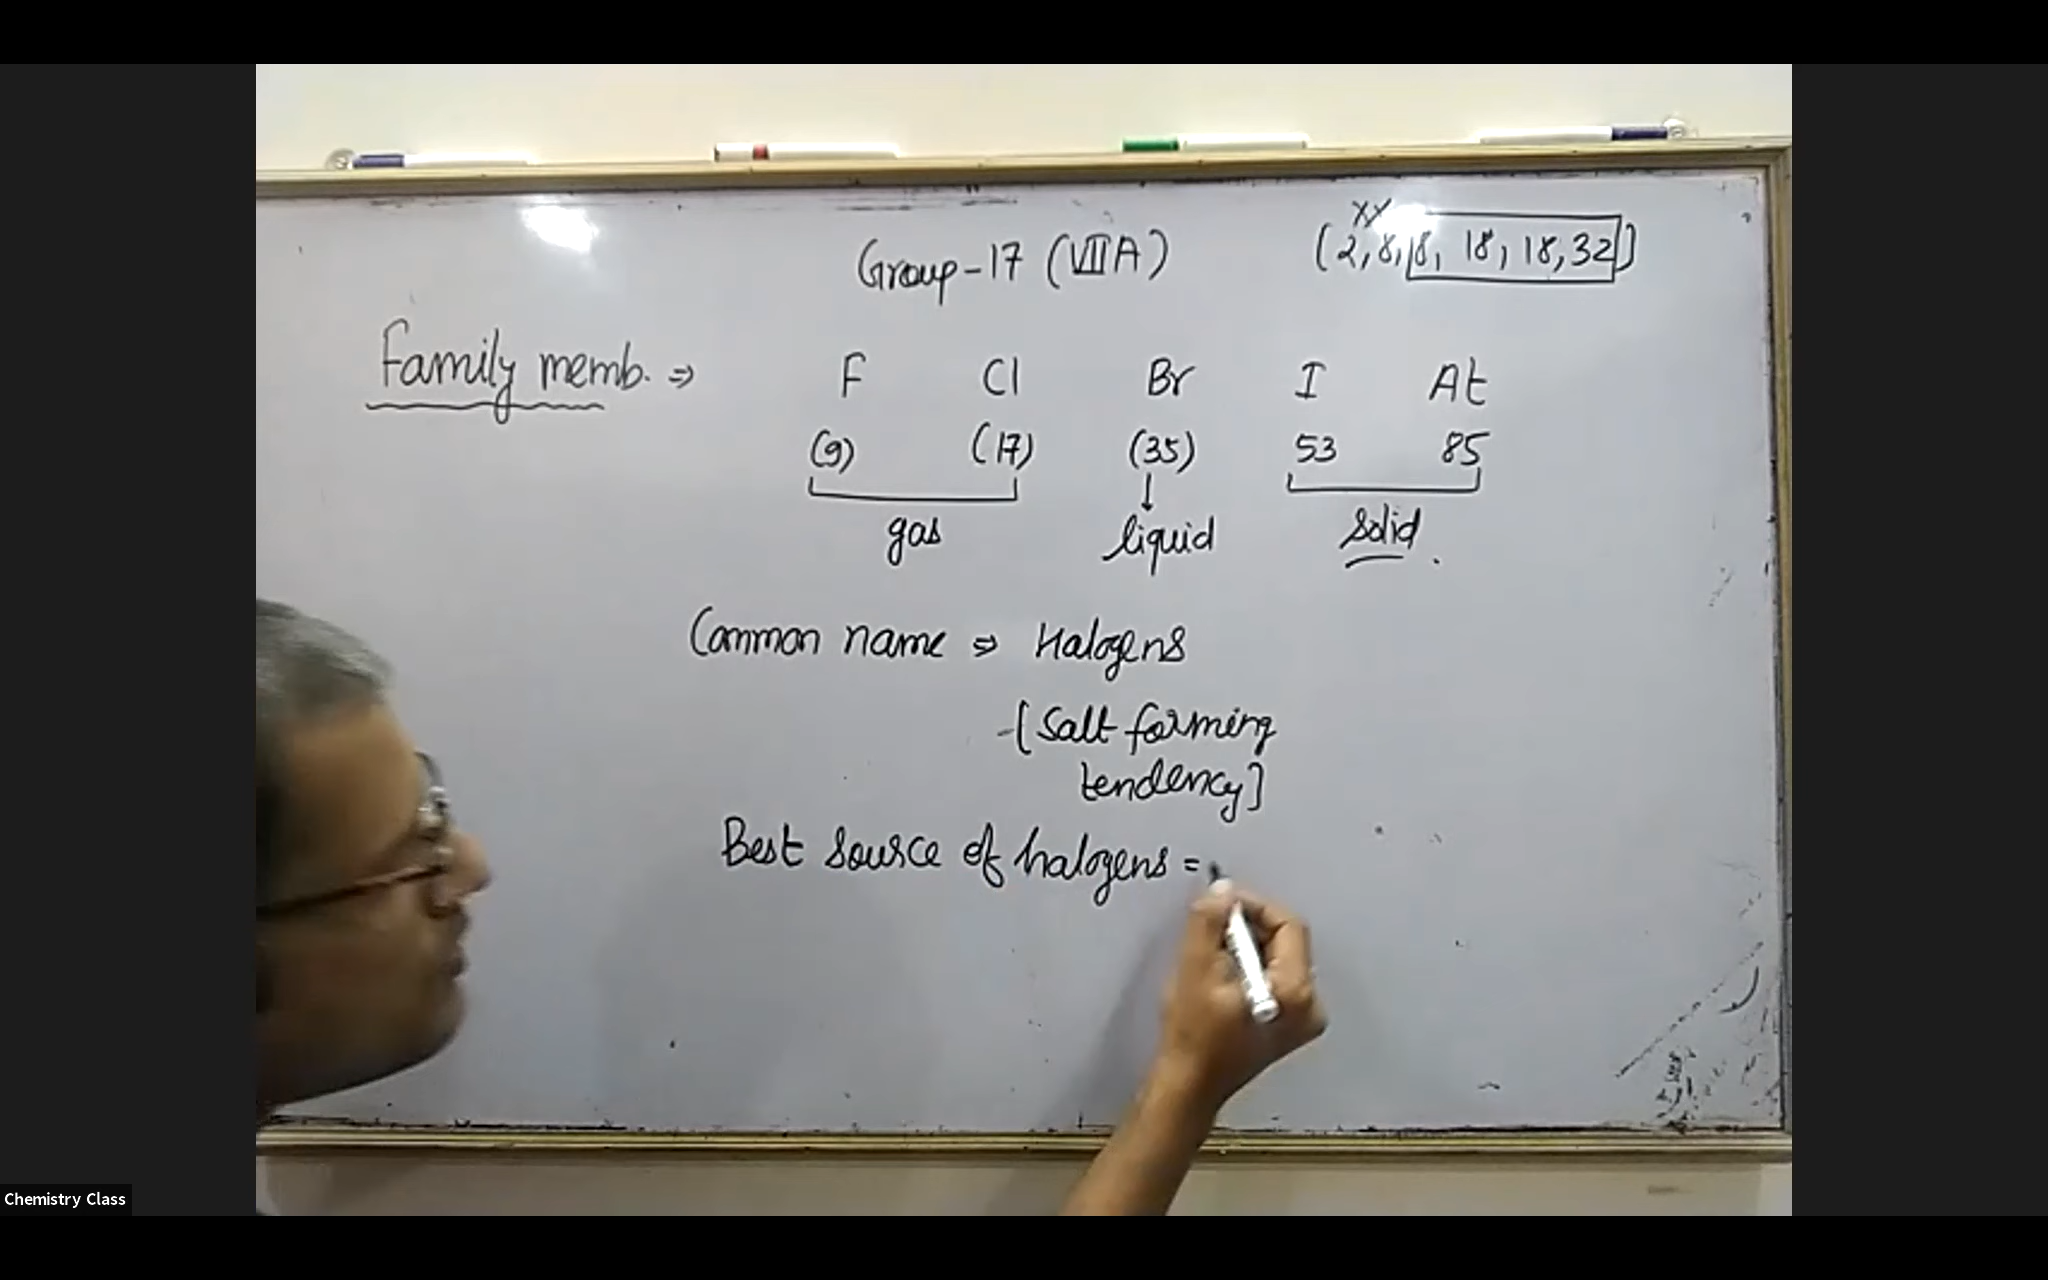 XX
Group-17 (VIIA) (2,8,8, 18, 18,32)
Family memb. ⇒ F Cl Br I At
(9) (17) (35) 53 85
↓
gas liquid solid.
Common name ⇒ Halogens
-[Salt forming
tendency]
Best source of halogens =
Chemistry Class